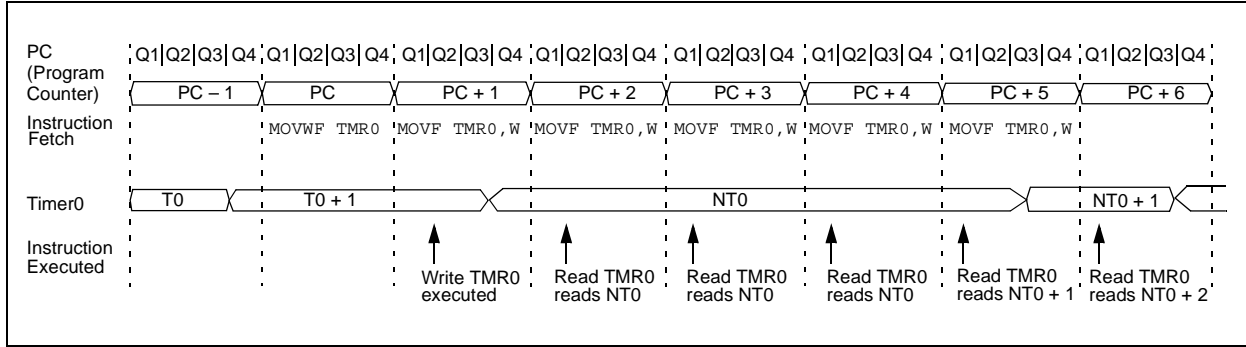 PC
(Program
Counter)
Q1 Q2 Q3 Q4 Q1 Q2 Q3 Q4 Q1 Q2 Q3 Q4 Q1 Q2 Q3 Q4 Q1 Q2 Q3 Q4 Q1 Q2 Q3 Q4 Q1 Q2 Q3 Q4 Q1 Q2 Q3 Q4
PC – 1 PC PC + 1 PC + 2 PC + 3 PC + 4 PC + 5 PC + 6
Instruction
Fetch
MOVWF TMR0 MOVF TMR0,W MOVF TMR0,W MOVF TMR0,W MOVF TMR0,W MOVF TMR0,W
Timer0
T0 T0 + 1 NT0 NT0 + 1
Instruction
Executed
Write TMR0
executed
Read TMR0
reads NT0
Read TMR0
reads NT0
Read TMR0
reads NT0
Read TMR0
reads NT0 + 1
Read TMR0
reads NT0 + 2